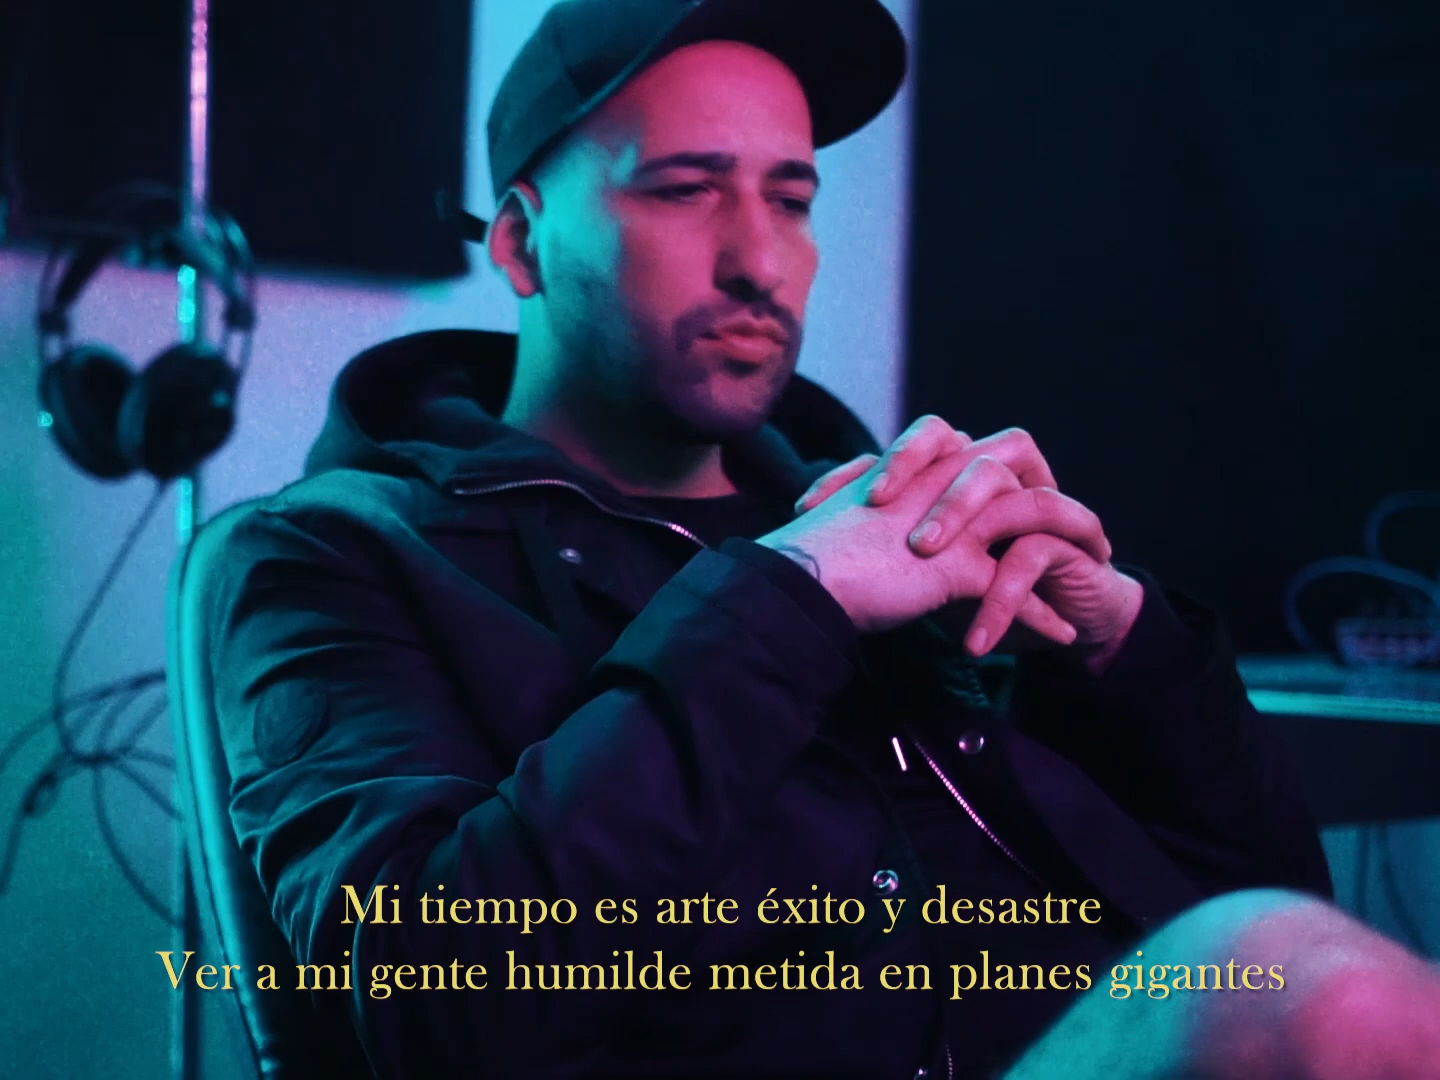 Mi tiempo es arte éxito y desastre
Ver a mi gente humilde metida en planes gigantes